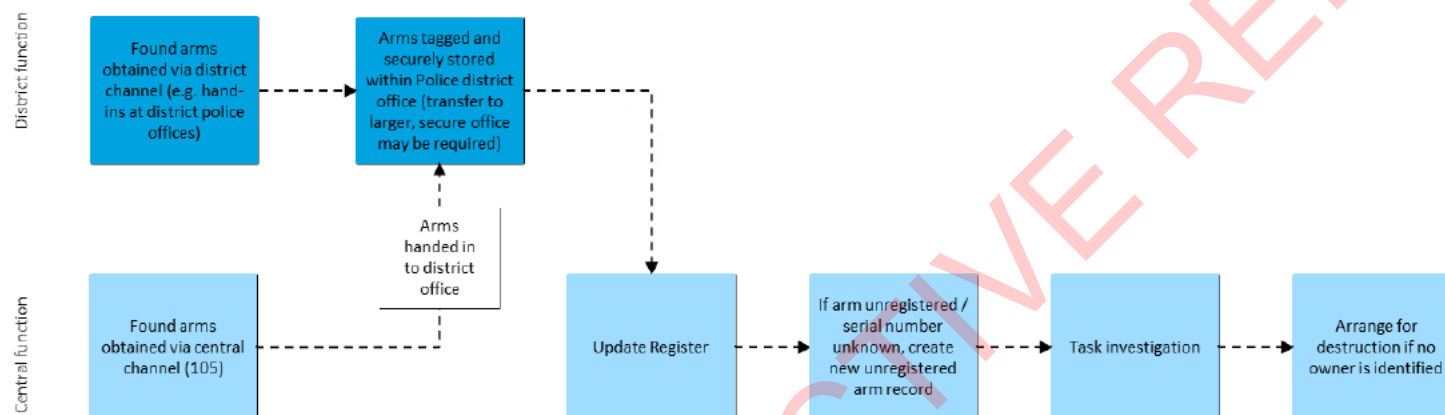 District function
Found arms
obtained via district
channel (e.g. hand-
ins at district police
offices)
Arms tagged and
securely stored
within Police district
office (transfer to
larger, secure office
may be required)
Arms
handed in
to district
office
Central function
Found arms
obtained via central
channel (105)
Update Register
If arm unregistered /
serial number
unknown, create
new unregistered
arm record
Task investigation
Arrange for
destruction if no
owner is identified